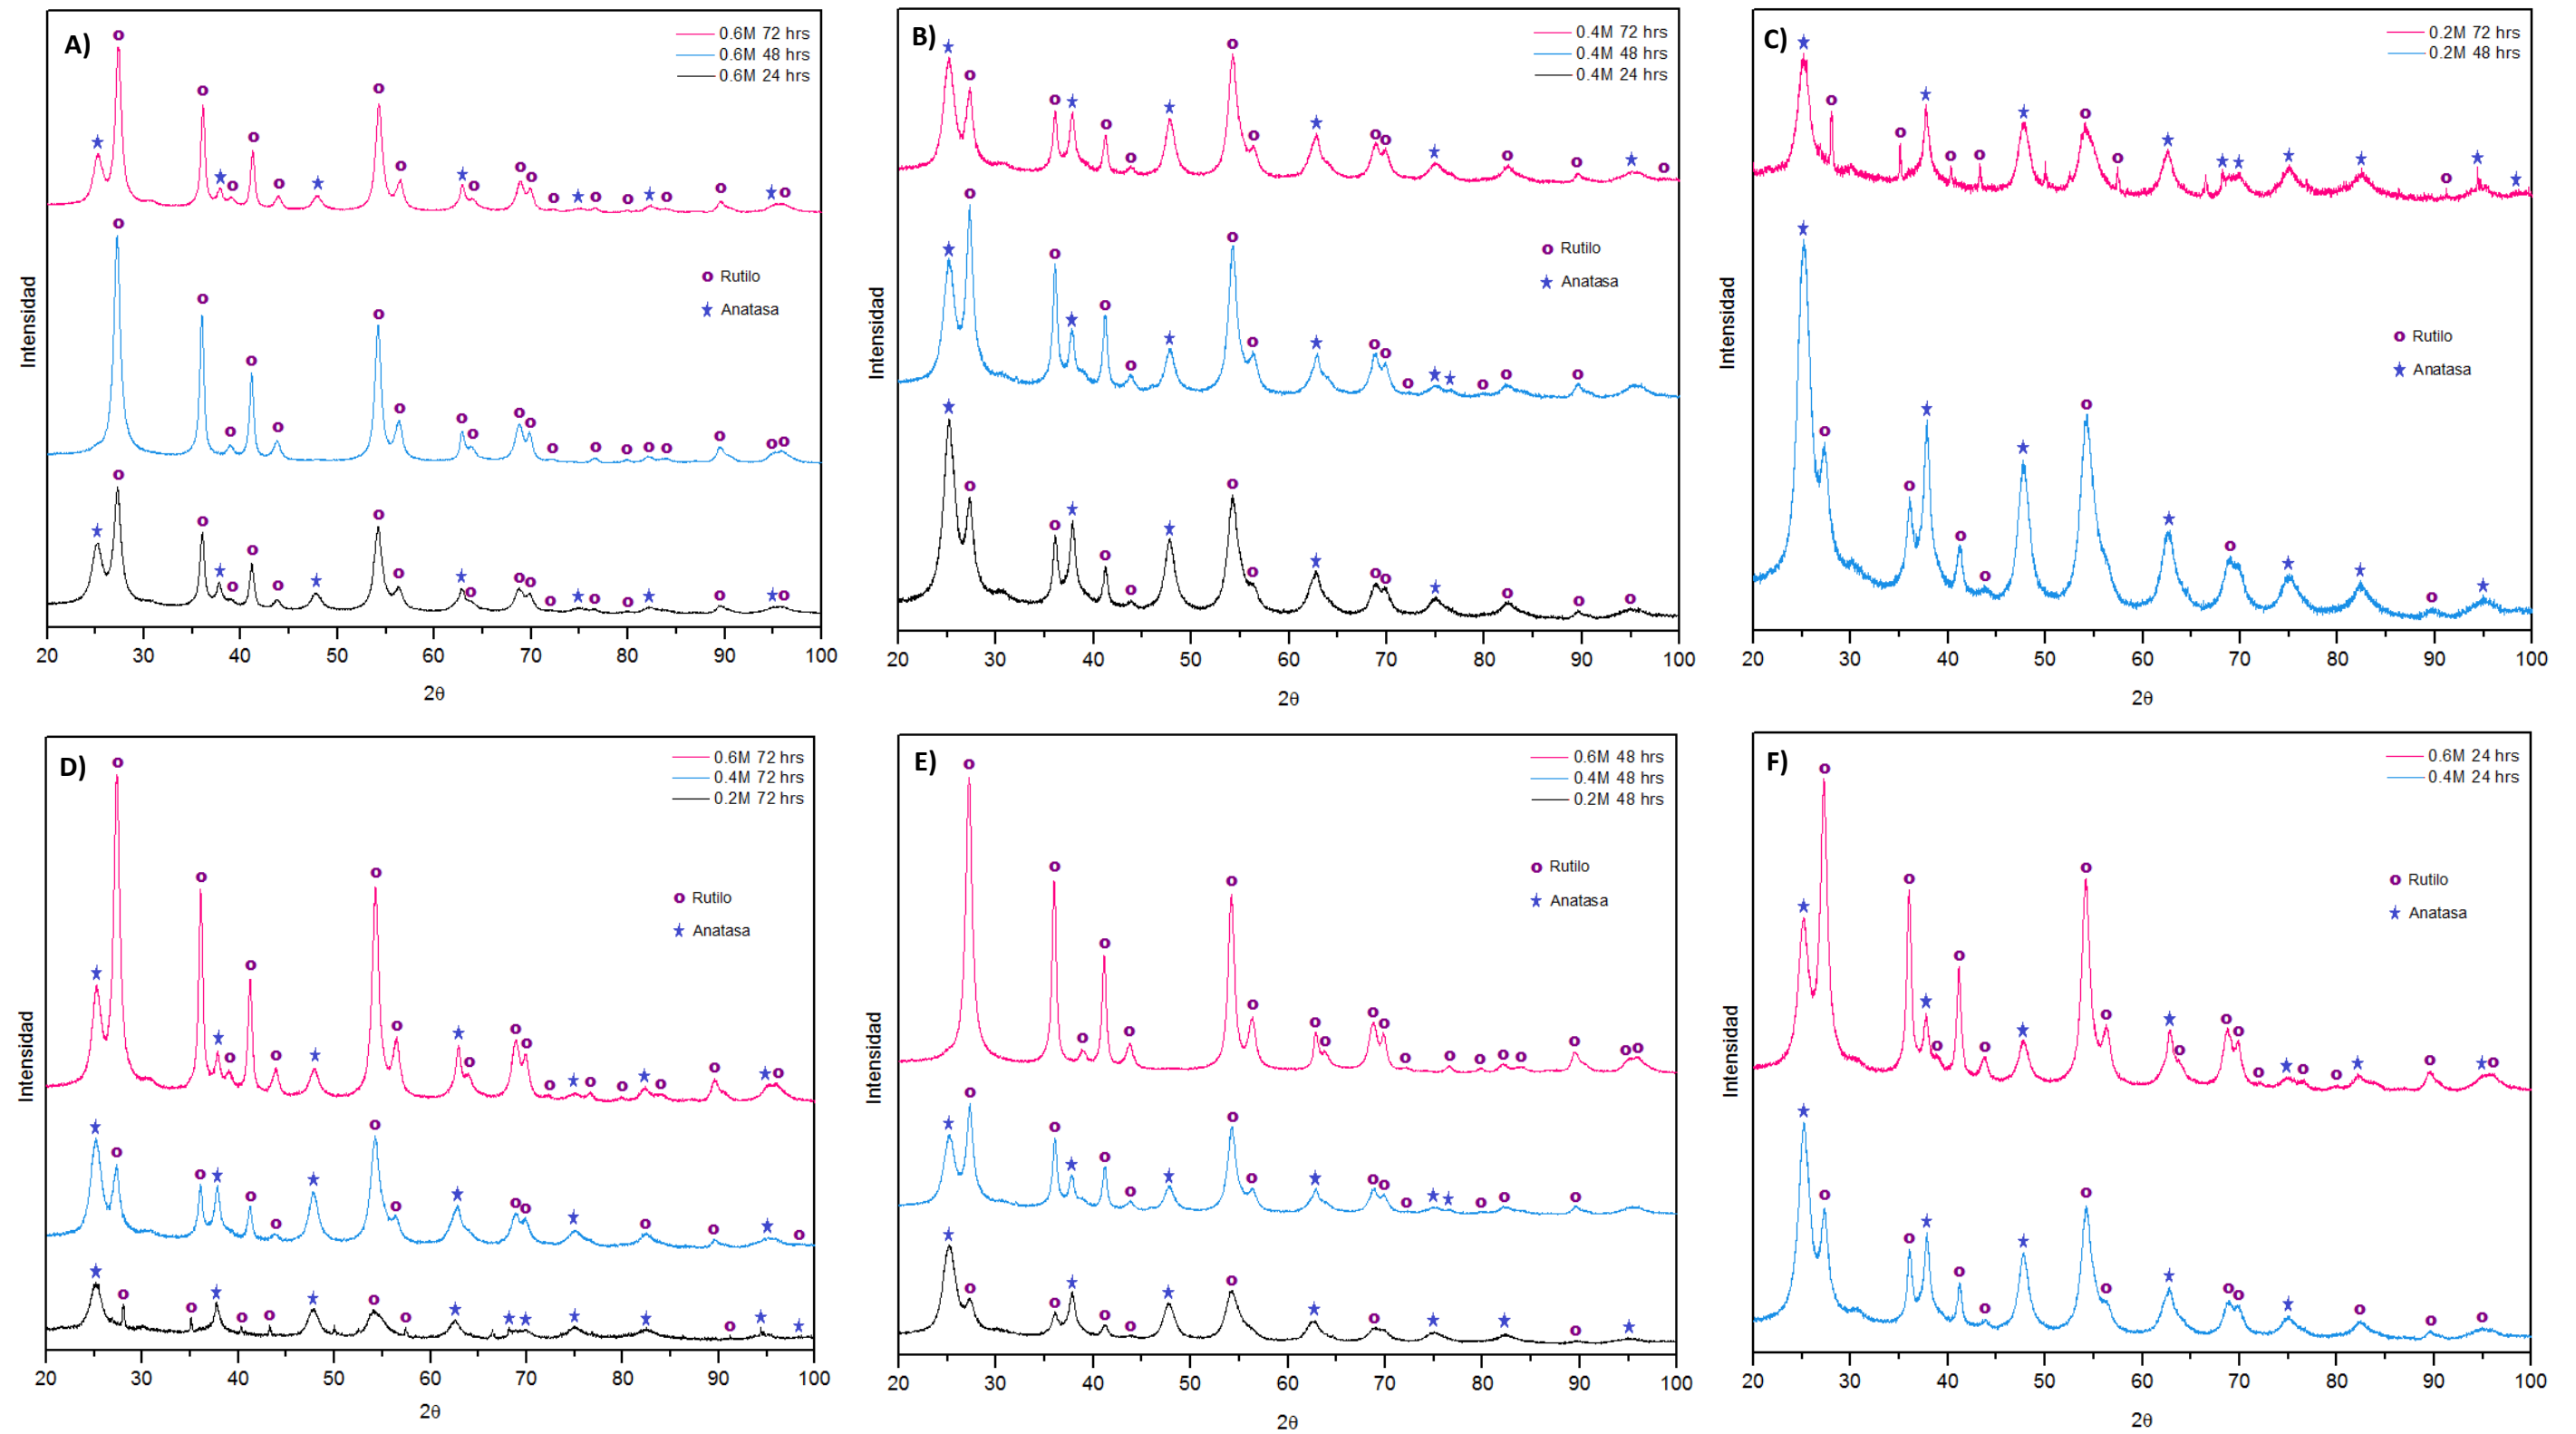 A)
0.6M 72 hrs
0.6M 48 hrs
0.6M 24 hrs
Rutilo
Anatasa
Intensidad
20 30 40 50 60 70 80 90 100
2θ
B)
0.4M 72 hrs
0.4M 48 hrs
0.4M 24 hrs
Rutilo
Anatasa
Intensidad
20 30 40 50 60 70 80 90 100
2θ
C)
0.2M 72 hrs
0.2M 48 hrs
Rutilo
Anatasa
Intensidad
20 30 40 50 60 70 80 90 100
2θ
D)
0.6M 72 hrs
0.4M 72 hrs
0.2M 72 hrs
Rutilo
Anatasa
Intensidad
20 30 40 50 60 70 80 90 100
2θ
E)
0.6M 48 hrs
0.4M 48 hrs
0.2M 48 hrs
Rutilo
Anatasa
Intensidad
20 30 40 50 60 70 80 90 100
2θ
F)
0.6M 24 hrs
0.4M 24 hrs
Rutilo
Anatasa
Intensidad
20 30 40 50 60 70 80 90 100
2θ